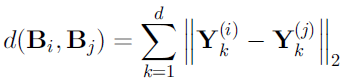 d(B_i, B_j) = \sum_{k=1}^{d} \left\| Y_k^{(i)} - Y_k^{(j)} \right\|_2